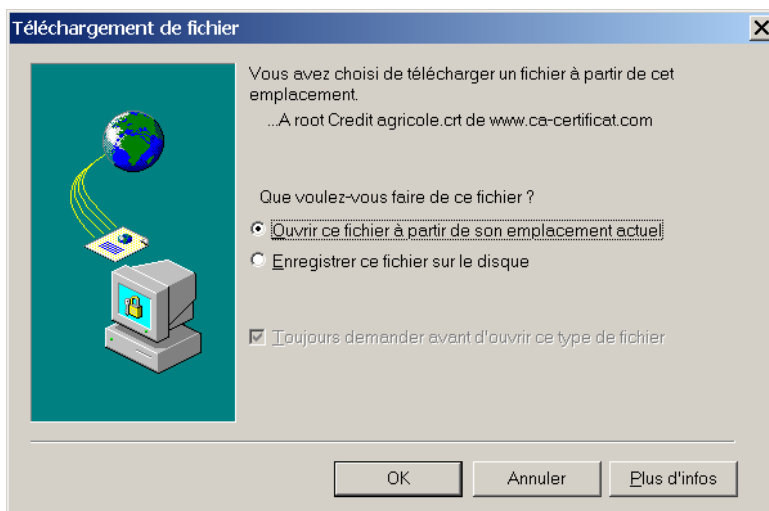 Téléchargement de fichier
Vous avez choisi de télécharger un fichier à partir de cet
emplacement.
...A root Credit agricole.crt de www.ca-certificat.com
Que voulez-vous faire de ce fichier ?
Ouvrir ce fichier à partir de son emplacement actuel
Enregistrer ce fichier sur le disque
Toujours demander avant d'ouvrir ce type de fichier
OK
Annuler
Plus d'infos